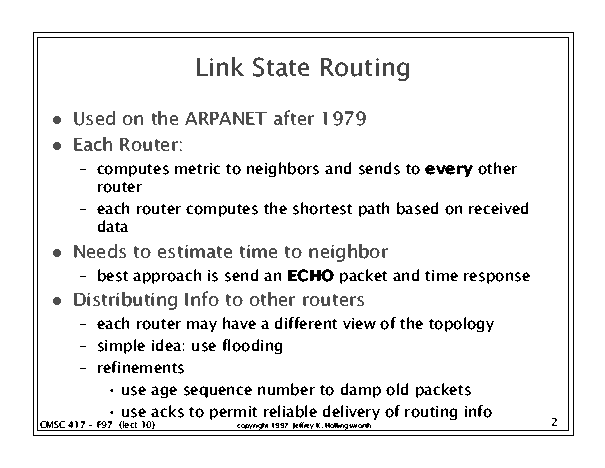 Link State Routing
● Used on the ARPANET after 1979
● Each Router:
– computes metric to neighbors and sends to every other
router
– each router computes the shortest path based on received
data
● Needs to estimate time to neighbor
– best approach is send an ECHO packet and time response
● Distributing Info to other routers
– each router may have a different view of the topology
– simple idea: use flooding
– refinements
• use age sequence number to damp old packets
• use acks to permit reliable delivery of routing info
CMSC 417 - F97 (lect 10) copyright 1997 Jeffrey K. Hollingsworth 2